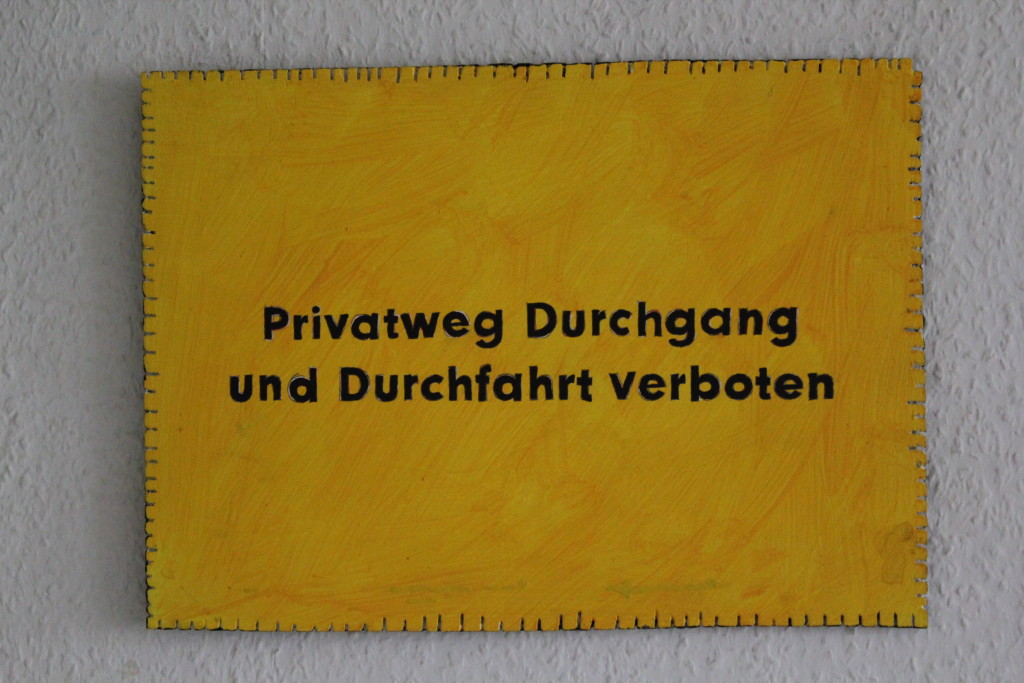 Privatweg Durchgang
und Durchfahrt verboten